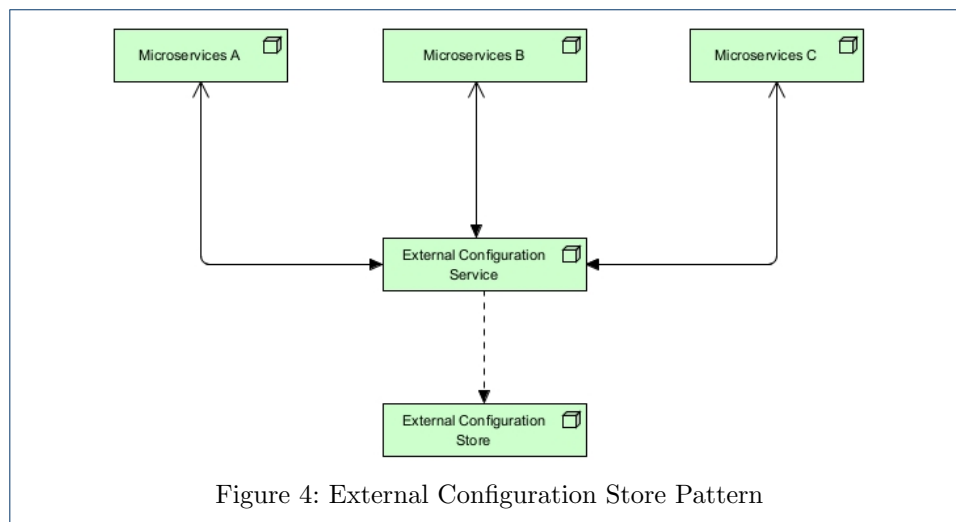 Microservices A
Microservices B
Microservices C
External Configuration
Service
External Configuration
Store
Figure 4: External Configuration Store Pattern